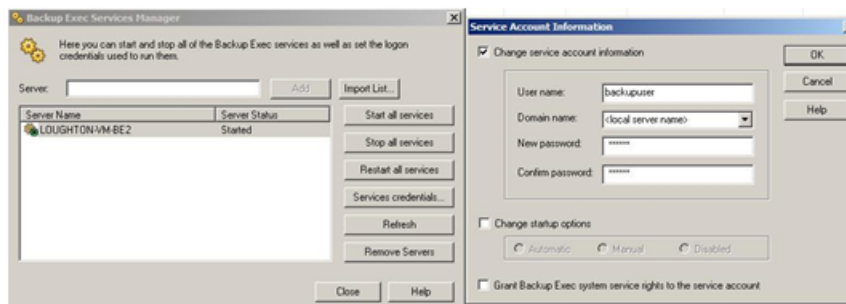 Backup Exec Services Manager
Here you can start and stop all of the Backup Exec services as well as set the logon
credentials used to run them.
Server:
Add
Import List...
Server Name Server Status
LOUGHTON-VM-BE2 Started
Start all services
Stop all services
Restart all services
Services credentials...
Refresh
Remove Servers
Close Help
Service Account Information
Change service account information
OK
Cancel
Help
User name: backupuser
Domain name: <local server name>
New password: ******
Confirm password: ******
Change startup options
Automatic Manual Disabled
Grant Backup Exec system service rights to the service account